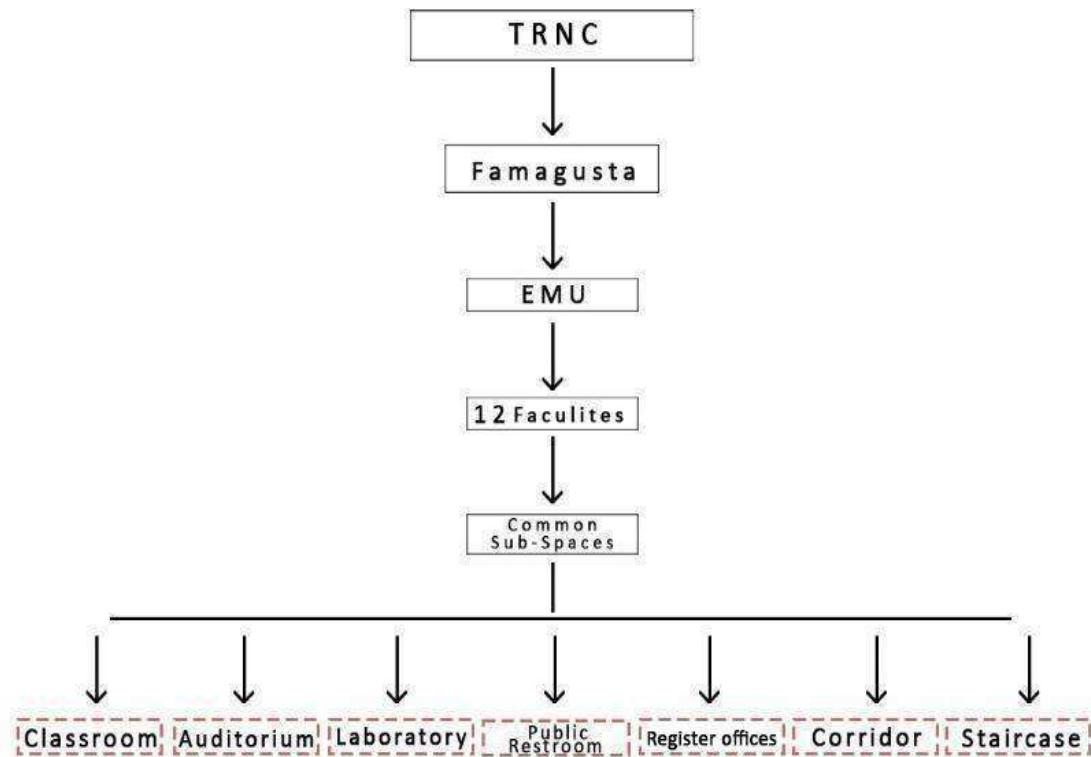 TRNC
Famagusta
EMU
12 Faculites
Common
Sub-Spaces
Classroom
Auditorium
Laboratory
Public
Restroom
Register offices
Corridor
Staircase